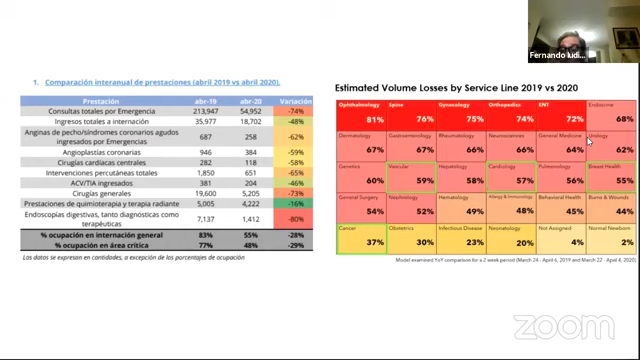 Fernando Iudi...
1. Comparación interanual de prestaciones (abril 2019 vs abril 2020).
Prestación abr-19 abr-20 Variación
Consultas totales por Emergencia 213,947 54,952 -74%
Ingresos totales a internación 35,977 18,702 -48%
Anginas de pecho/síndromes coronarios agudos
ingresados por Emergencias 687 258 -62%
Angioplastías coronarias 946 384 -59%
Cirugías cardíacas centrales 282 118 -58%
Intervenciones percutáneas totales 1,850 651 -65%
ACV/TIA ingresados 381 204 -46%
Cirugías generales 19,600 5,205 -73%
Prestaciones de quimioterapia y terapia radiante 5,005 4,222 -16%
Endoscopías digestivas, tanto diagnósticas como
terapéuticas 7,137 1,412 -80%
% ocupación en internación general 83% 55% -28%
% ocupación en área crítica 77% 48% -29%
Los datos se expresan en cantidades, a excepción de los porcentajes de ocupación
Estimated Volume Losses by Service Line 2019 vs 2020
Ophthalmology Spine Gynecology Orthopedics ENT Endocrine
81% 76% 75% 74% 72% 68%
Dermatology Gastroenterology Rheumatology Neurosciences General Medicine Urology
67% 67% 66% 66% 64% 62%
Genetics Vascular Nephrology Cardiology Pulmonology Breast Health
60% 59% 58% 57% 56% 55%
General Surgery Hematology Allergy & Immunology Behavioral Health Burns & Wounds
54% 52% 49% 48% 45% 44%
Cancer Obstetrics Infectious Disease Neonatology Not Assigned Normal Newborn
37% 30% 23% 20% 4% 2%
Model examined YoY comparison for a 2 week period (March 24 - April 6, 2019 and March 22 - April 4, 2020)
zoom